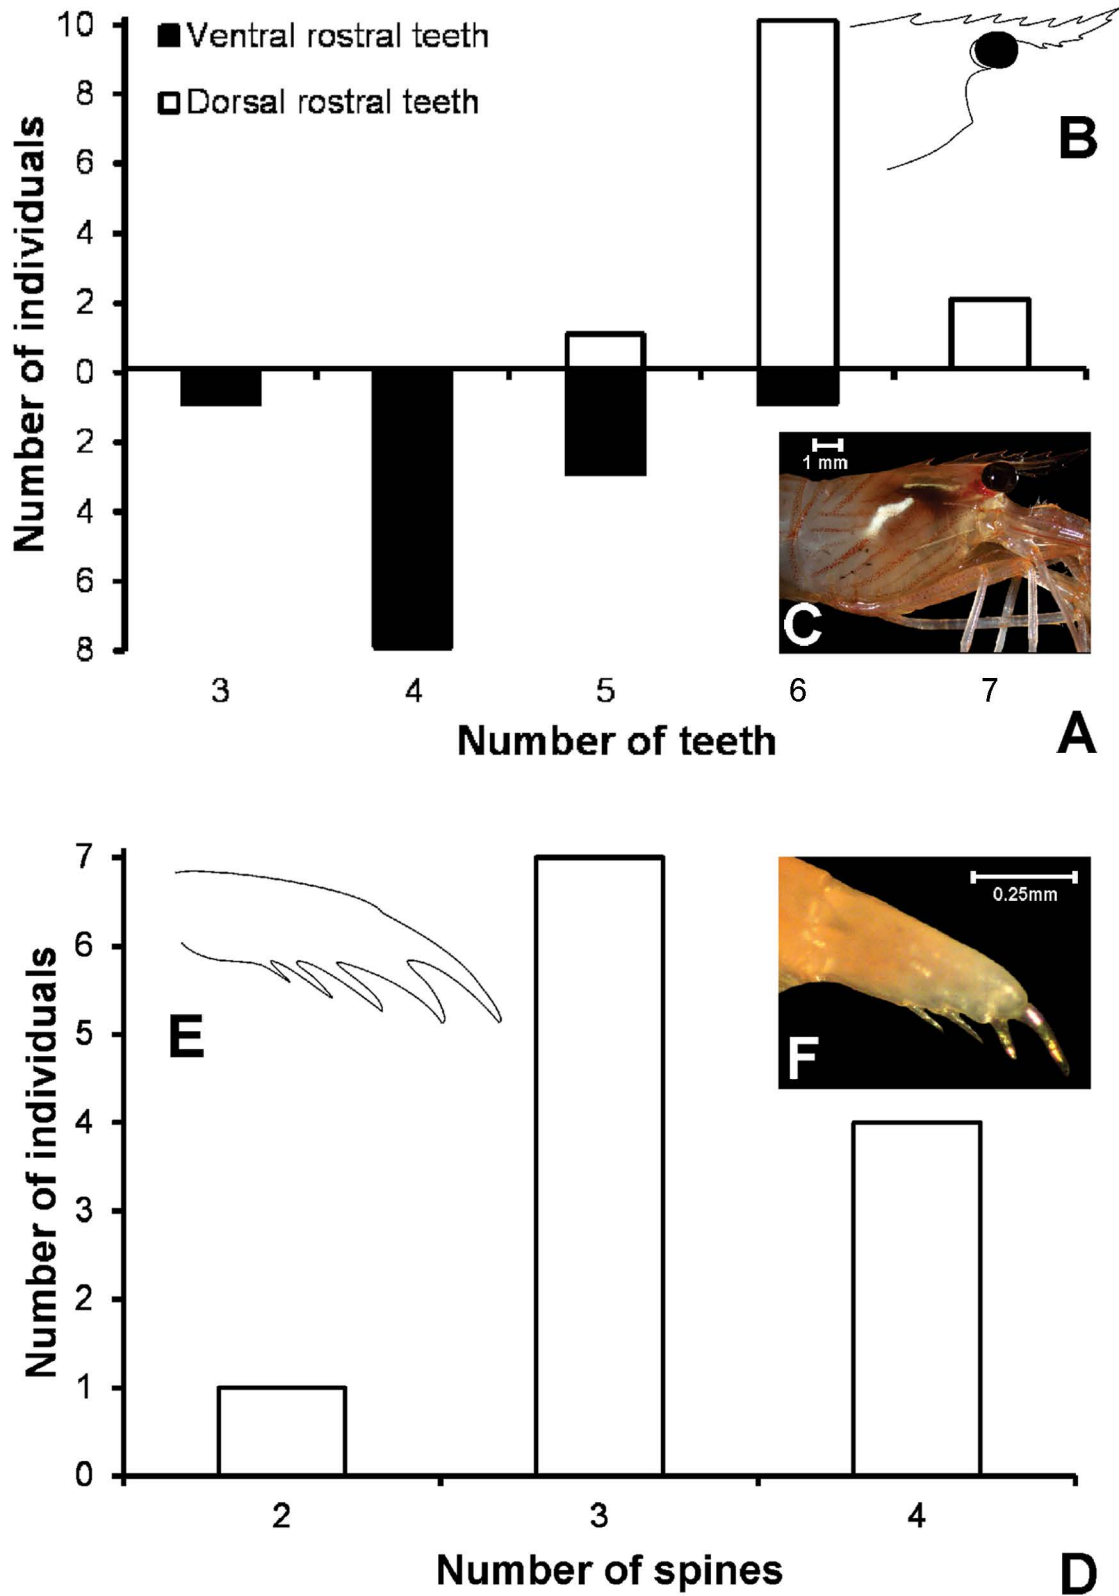 Number of individuals
10
8
6
4
2
0
2
4
6
8
Ventral rostral teeth
Dorsal rostral teeth
B
1 mm
C
3 4 5 6 7
Number of teeth
A
Number of individuals
7
6
5
4
3
2
1
0
E
0.25mm
F
2 3 4
Number of spines
D